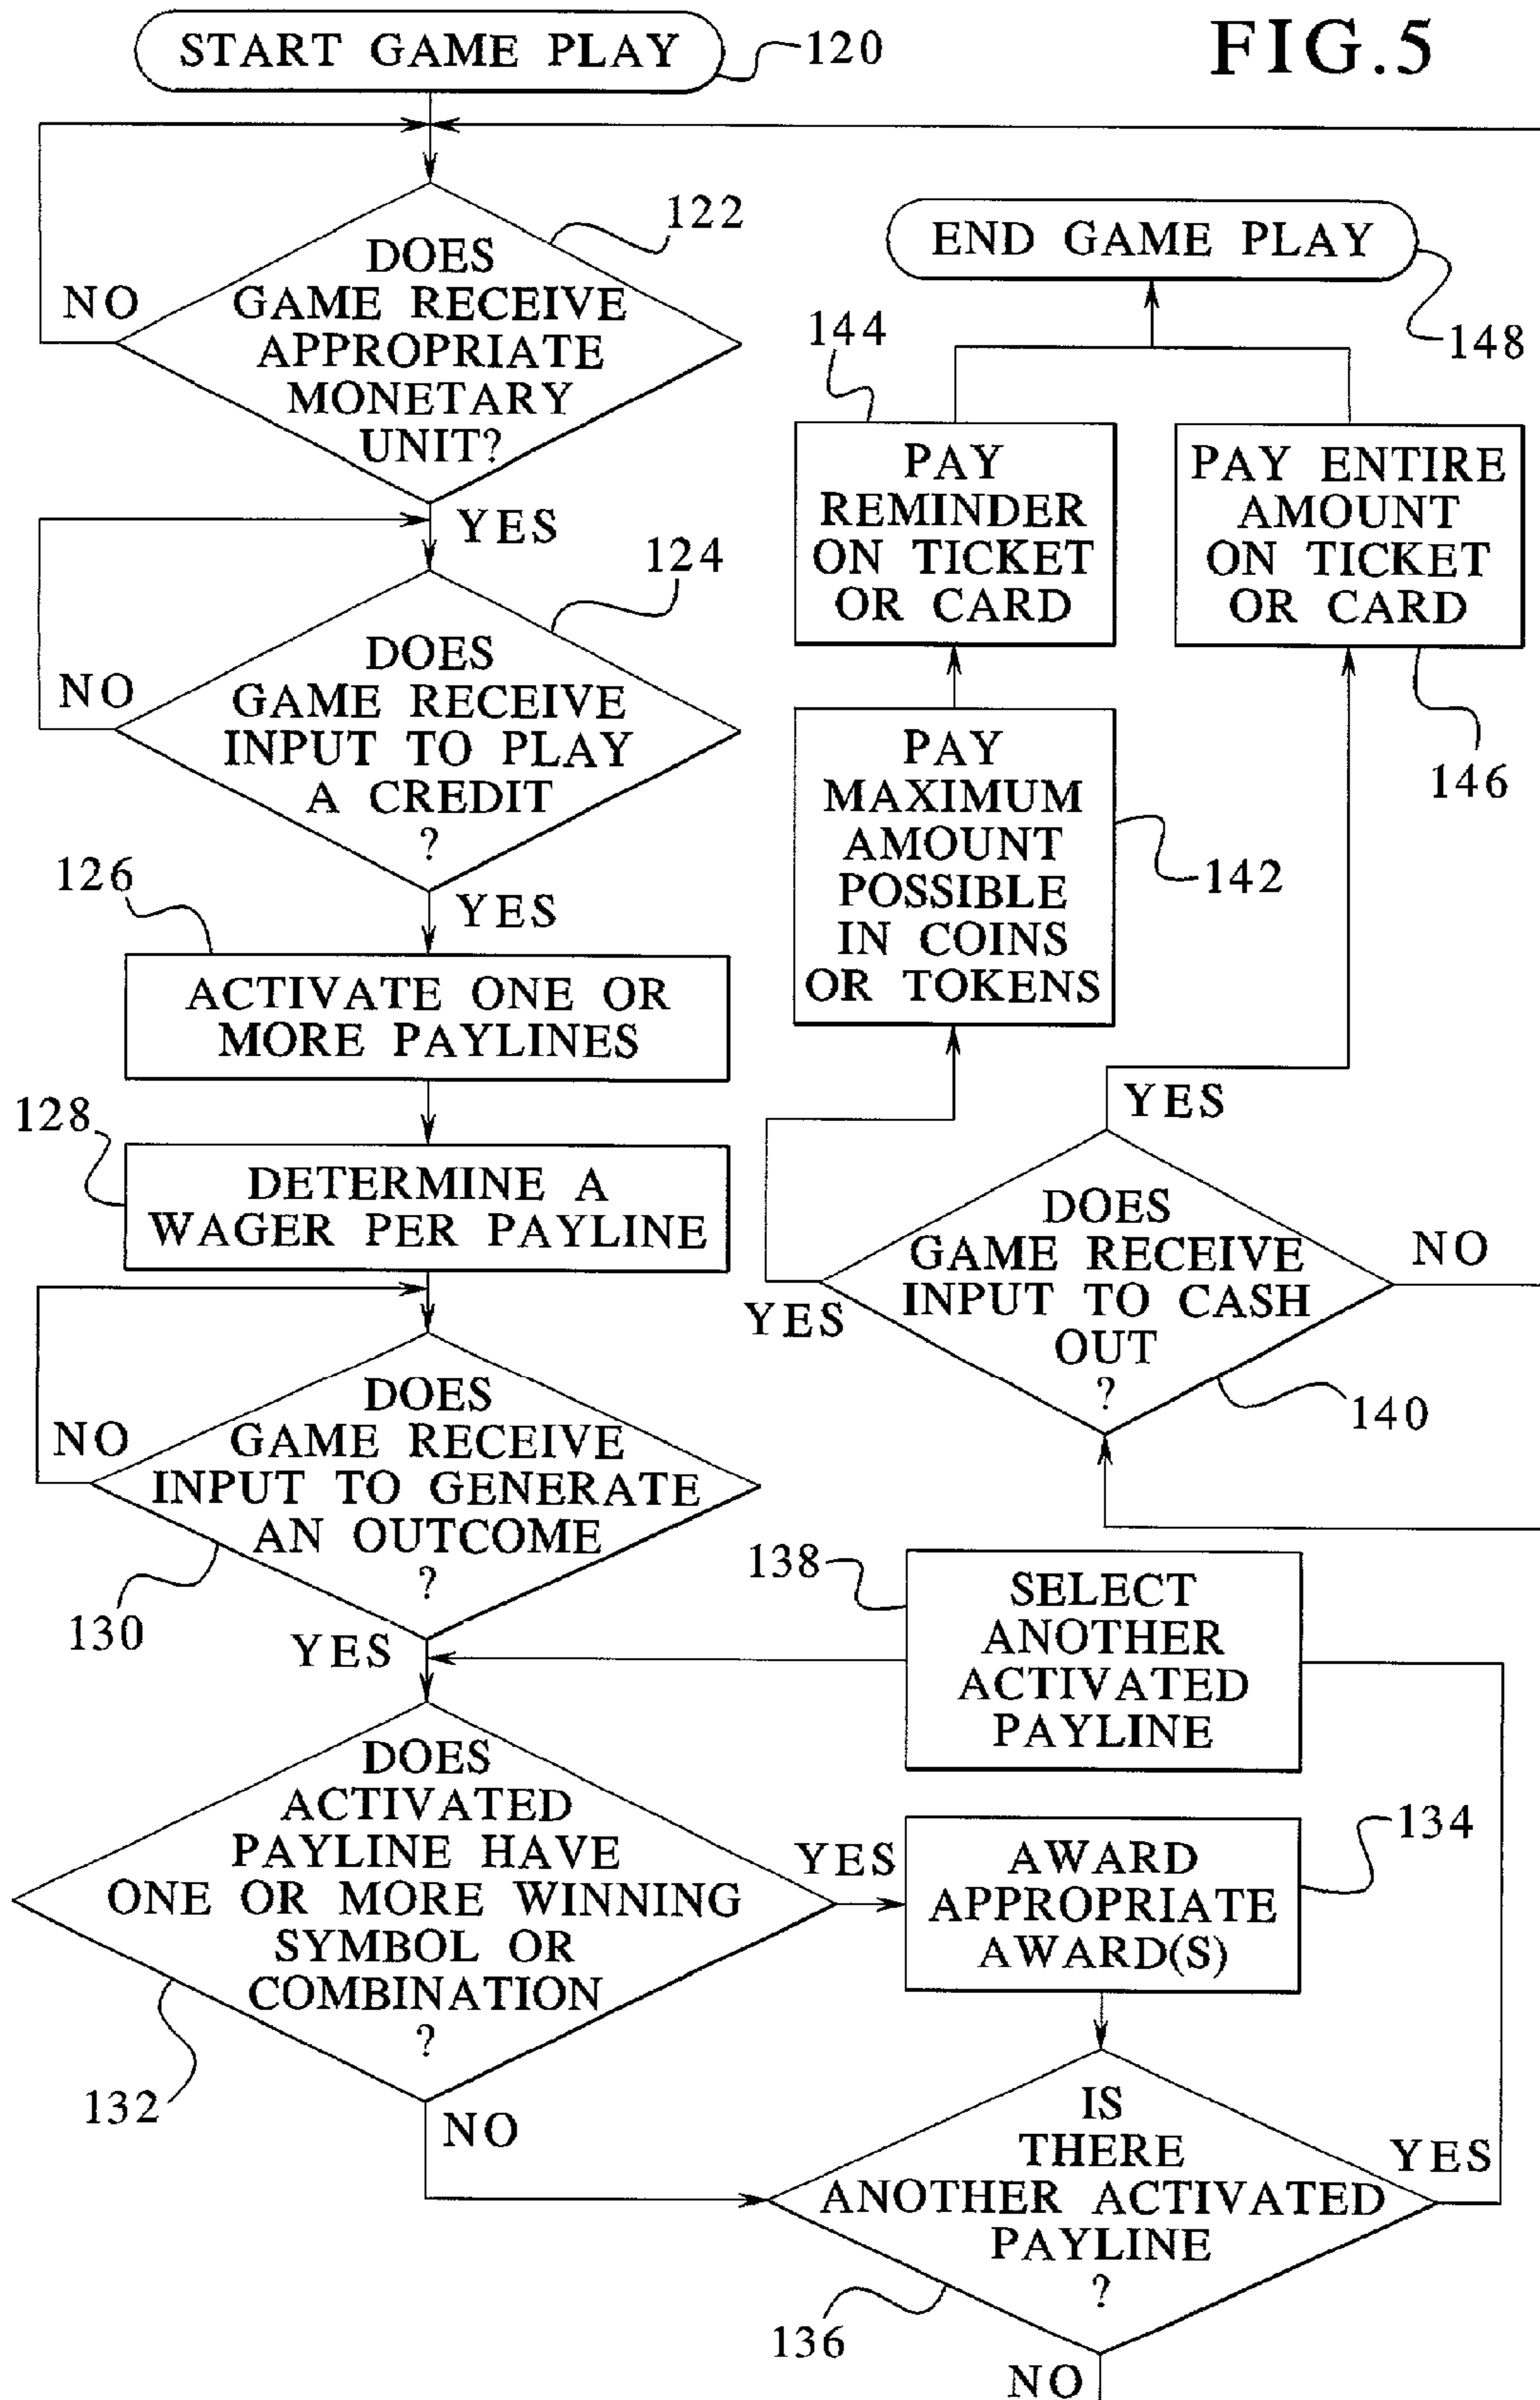 FIG.5
START GAME PLAY
120
122
DOES
GAME RECEIVE
APPROPRIATE
MONETARY
UNIT?
NO
YES
124
DOES
GAME RECEIVE
INPUT TO PLAY
A CREDIT
?
NO
YES
126
ACTIVATE ONE OR
MORE PAYLINES
128
DETERMINE A
WAGER PER PAYLINE
DOES
GAME RECEIVE
INPUT TO GENERATE
AN OUTCOME
?
NO
130
YES
DOES
ACTIVATED
PAYLINE HAVE
ONE OR MORE WINNING
SYMBOL OR
COMBINATION
?
132
YES
NO
134
AWARD
APPROPRIATE
AWARD(S)
IS
THERE
ANOTHER ACTIVATED
PAYLINE
?
136
YES
NO
138
SELECT
ANOTHER
ACTIVATED
PAYLINE
DOES
GAME RECEIVE
INPUT TO CASH
OUT
?
140
NO
YES
YES
PAY
MAXIMUM
AMOUNT
POSSIBLE
IN COINS
OR TOKENS
142
144
PAY
REMINDER
ON TICKET
OR CARD
PAY ENTIRE
AMOUNT
ON TICKET
OR CARD
146
END GAME PLAY
148